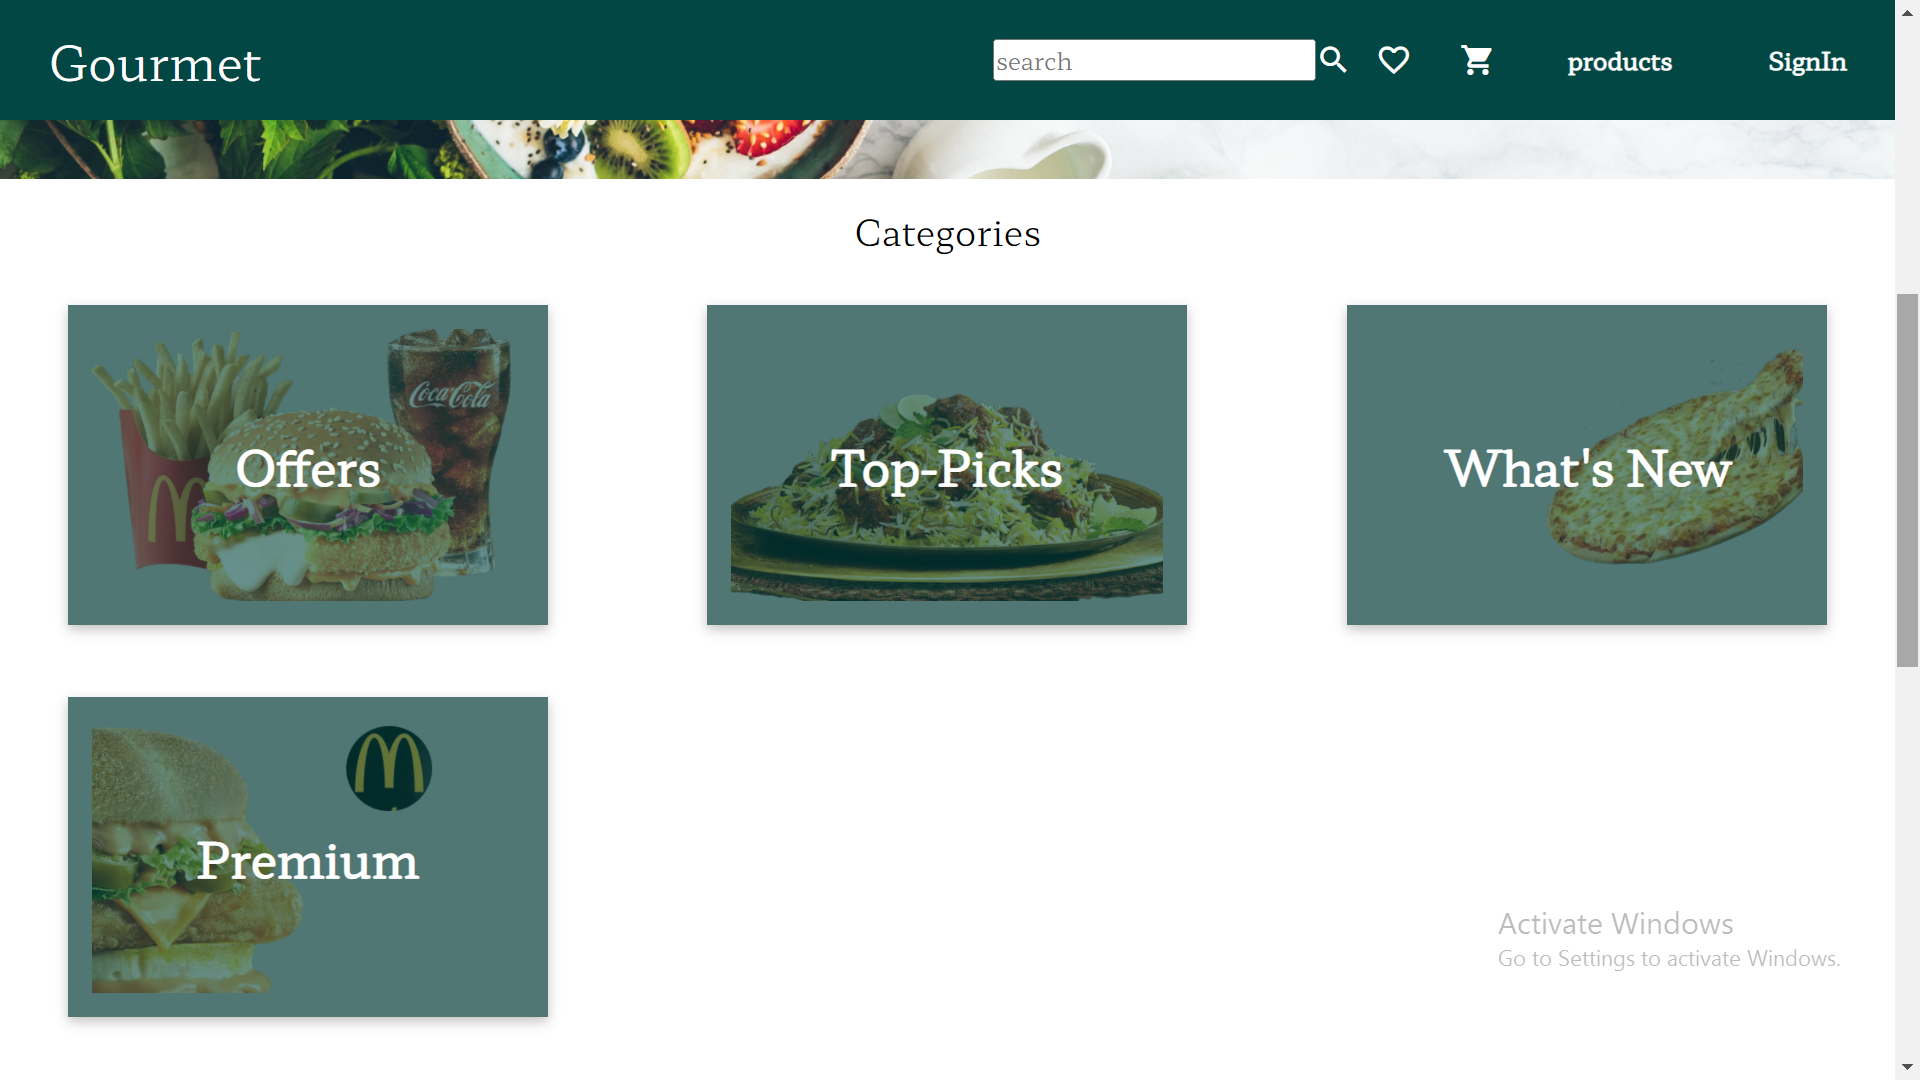 Gourmet
search
products
SignIn
Categories
Coca-Cola
Offers
Top-Picks
What's New
Premium
Activate Windows
Go to Settings to activate Windows.